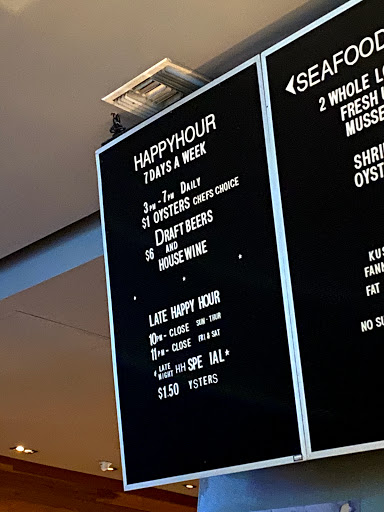 HAPPYHOUR
7 DAYS A WEEK
3PM - 7PM DAILY
$1 OYSTERS CHEFS CHOICE
$6 DRAFT BEERS
AND
HOUSE WINE
LATE HAPPY HOUR
10PM - CLOSE SUN - THUR
11PM - CLOSE FRI & SAT
* LATE NIGHT HH SPE IAL*
$1.50 YSTERS
SEAFOOD
2 WHOLE
FRESH
MUSSE
SHRI
OYST
KUS
FANN
FAT
NO SU